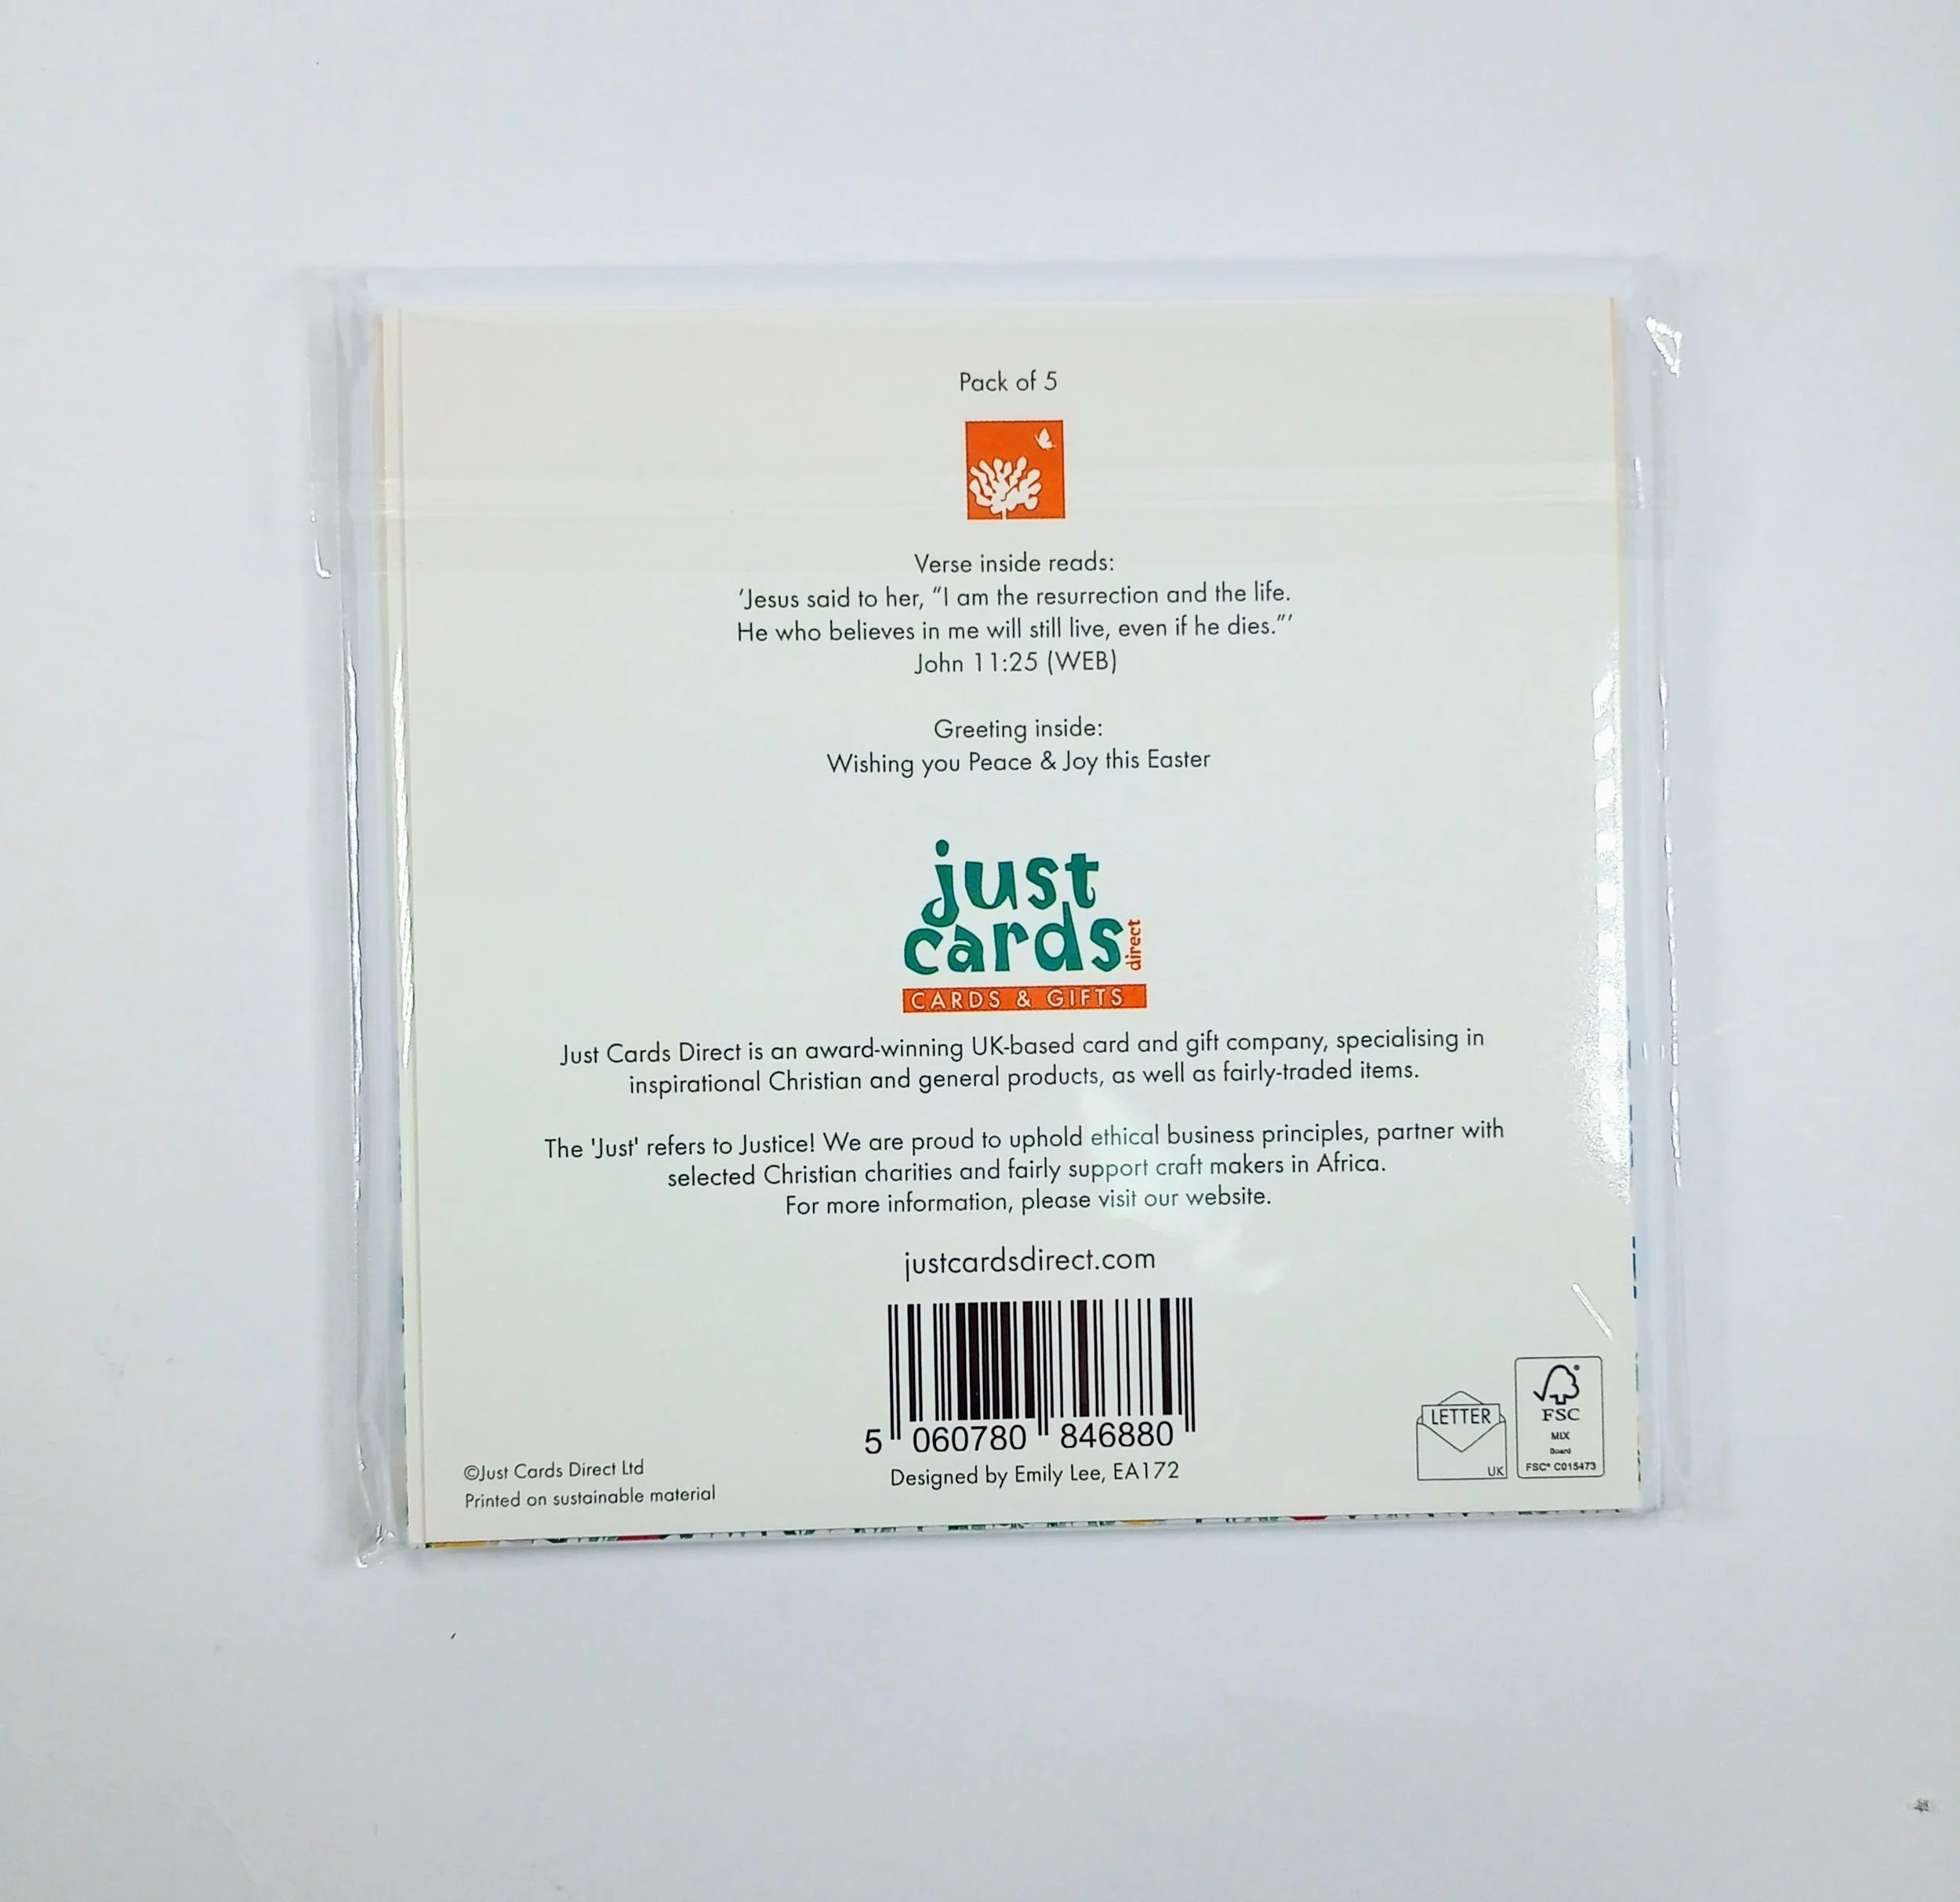 Pack of 5
Verse inside reads:
‘Jesus said to her, “I am the resurrection and the life.
He who believes in me will still live, even if he dies.”’
John 11:25 (WEB)
Greeting inside:
Wishing you Peace & Joy this Easter
just
cards
direct
CARDS & GIFTS
Just Cards Direct is an award-winning UK-based card and gift company, specialising in
inspirational Christian and general products, as well as fairly-traded items.
The 'Just' refers to Justice! We are proud to uphold ethical business principles, partner with
selected Christian charities and fairly support craft makers in Africa.
For more information, please visit our website.
justcardsdirect.com
5 060780 846880
Designed by Emily Lee, EA172
©Just Cards Direct Ltd
Printed on sustainable material
LETTER
UK
FSC
MIX
Board
FSC® C015473